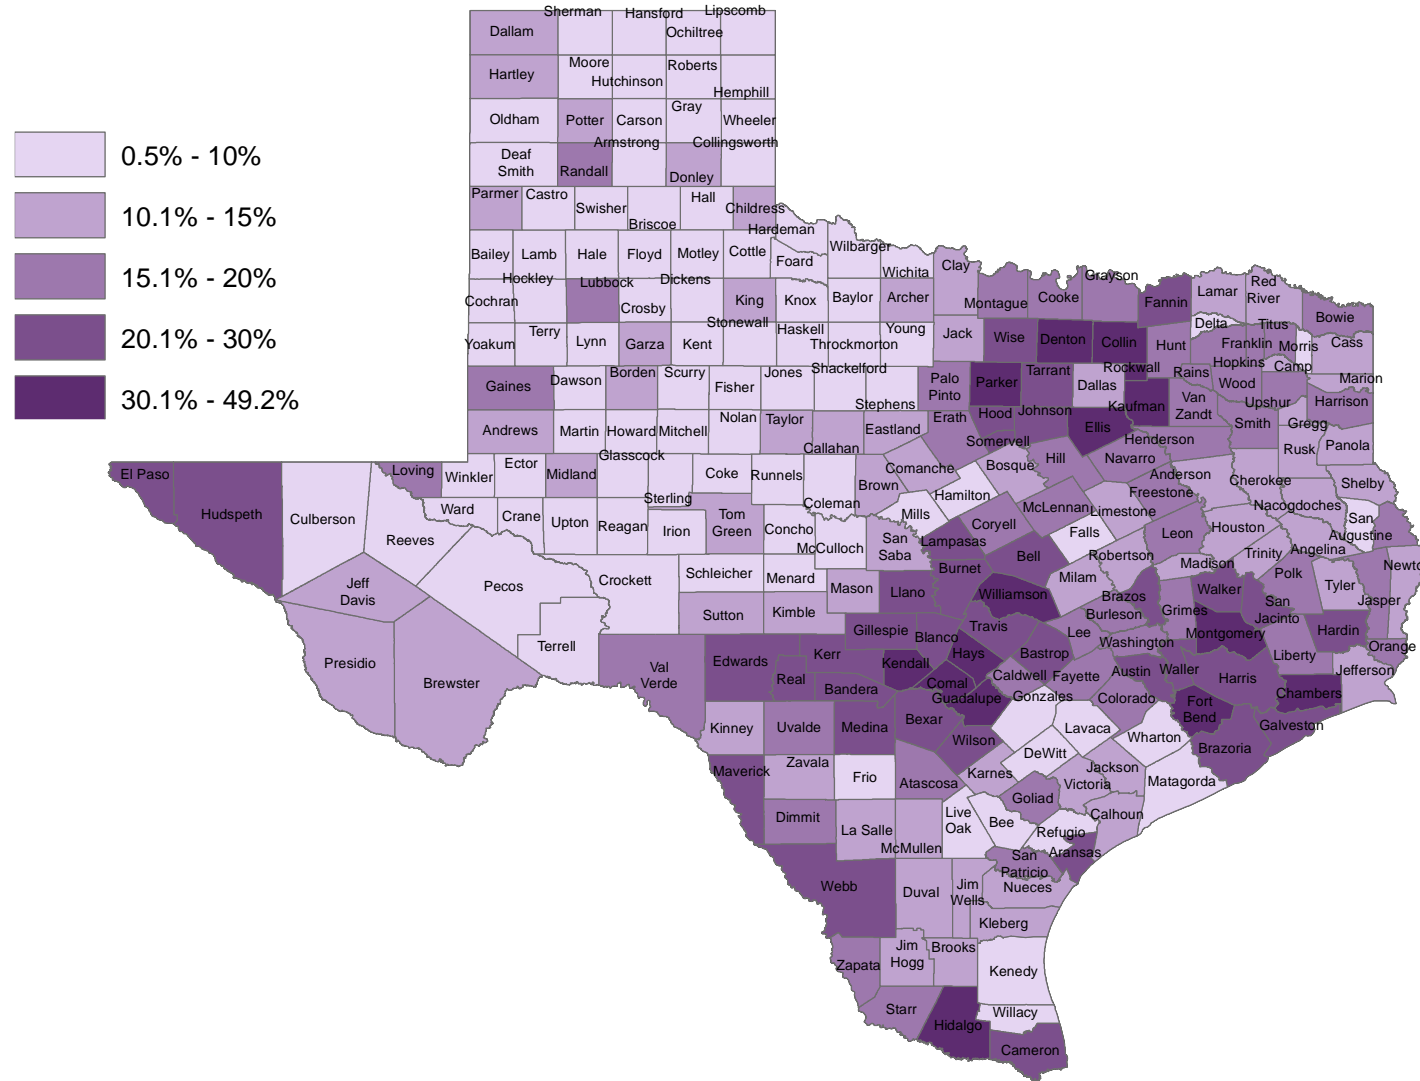 0.5% - 10%
10.1% - 15%
15.1% - 20%
20.1% - 30%
30.1% - 49.2%
Sherman
Hansford
Lipscomb
Dallam
Ochiltree
Hartley
Moore
Hutchinson
Roberts
Hemphill
Oldham
Potter
Carson
Gray
Wheeler
Deaf
Smith
Randall
Armstrong
Donley
Collingsworth
Parmer
Castro
Swisher
Briscoe
Hall
Childress
Hardeman
Bailey
Lamb
Hale
Floyd
Motley
Cottle
Foard
Wilbarger
Wichita
Clay
Cochran
Hockley
Lubbock
Crosby
Dickens
King
Knox
Baylor
Archer
Montague
Cooke
Grayson
Fannin
Lamar
Red
River
Bowie
Yoakum
Terry
Lynn
Garza
Kent
Stonewall
Haskell
Throckmorton
Young
Jack
Wise
Denton
Collin
Hunt
Delta
Hopkins
Franklin
Titus
Morris
Cass
Camp
Marion
Gaines
Dawson
Borden
Scurry
Fisher
Jones
Shackelford
Stephens
Palo
Pinto
Parker
Tarrant
Dallas
Rockwall
Kaufman
Rains
Wood
Van
Zandt
Upshur
Harrison
Gregg
Smith
Andrews
Martin
Howard
Mitchell
Nolan
Taylor
Callahan
Eastland
Erath
Hood
Somervell
Johnson
Ellis
Henderson
Rusk
Panola
El Paso
Hudspeth
Culberson
Reeves
Loving
Winkler
Ector
Midland
Glasscock
Sterling
Coke
Runnels
Coleman
Brown
Comanche
Hamilton
Bosque
Hill
Navarro
Anderson
Cherokee
Shelby
Ward
Crane
Upton
Reagan
Irion
Tom
Green
Concho
McCulloch
San
Saba
Mills
Lampasas
Coryell
McLennan
Limestone
Freestone
Falls
Leon
Houston
Nacogdoches
San
Augustine
Angelina
Trinity
Jeff
Davis
Pecos
Crockett
Schleicher
Menard
Mason
Llano
Burnet
Bell
Milam
Robertson
Madison
Walker
Polk
Tyler
Jasper
Newto
Presidio
Brewster
Terrell
Sutton
Kimble
Gillespie
Blanco
Williamson
Travis
Burleson
Brazos
Grimes
San
Jacinto
Hardin
Orange
Val
Verde
Edwards
Real
Kerr
Bandera
Kendall
Comal
Hays
Caldwell
Bastrop
Lee
Fayette
Washington
Austin
Waller
Montgomery
Liberty
Harris
Chambers
Jefferson
Kinney
Uvalde
Medina
Bexar
Guadalupe
Wilson
Gonzales
Lavaca
Colorado
Fort
Bend
Brazoria
Galveston
Maverick
Zavala
Frio
Atascosa
Karnes
DeWitt
Wharton
Jackson
Victoria
Matagorda
Dimmit
La Salle
McMullen
Live
Oak
Bee
Goliad
Refugio
Calhoun
Aransas
Webb
Duval
Jim
Wells
San
Patricio
Nueces
Kleberg
Zapata
Jim
Hogg
Brooks
Kenedy
Starr
Hidalgo
Willacy
Cameron